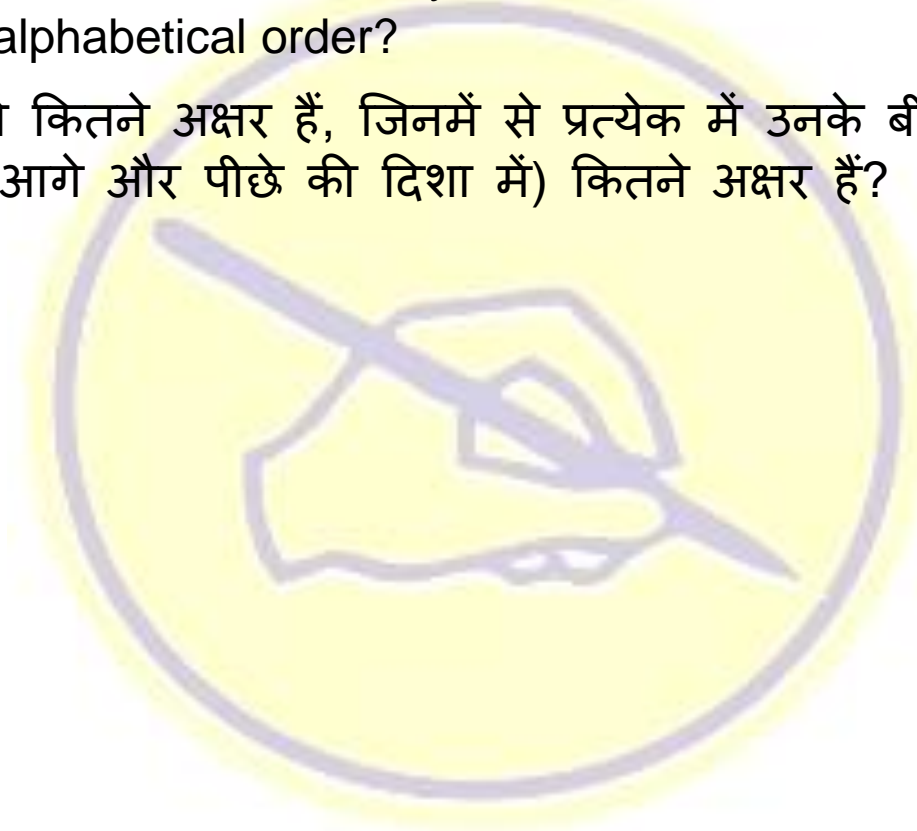 alphabetical order?
कितने अक्षर हैं, जिनमें से प्रत्येक में उनके
आगे और पीछे की दिशा में) कितने अक्षर हैं?